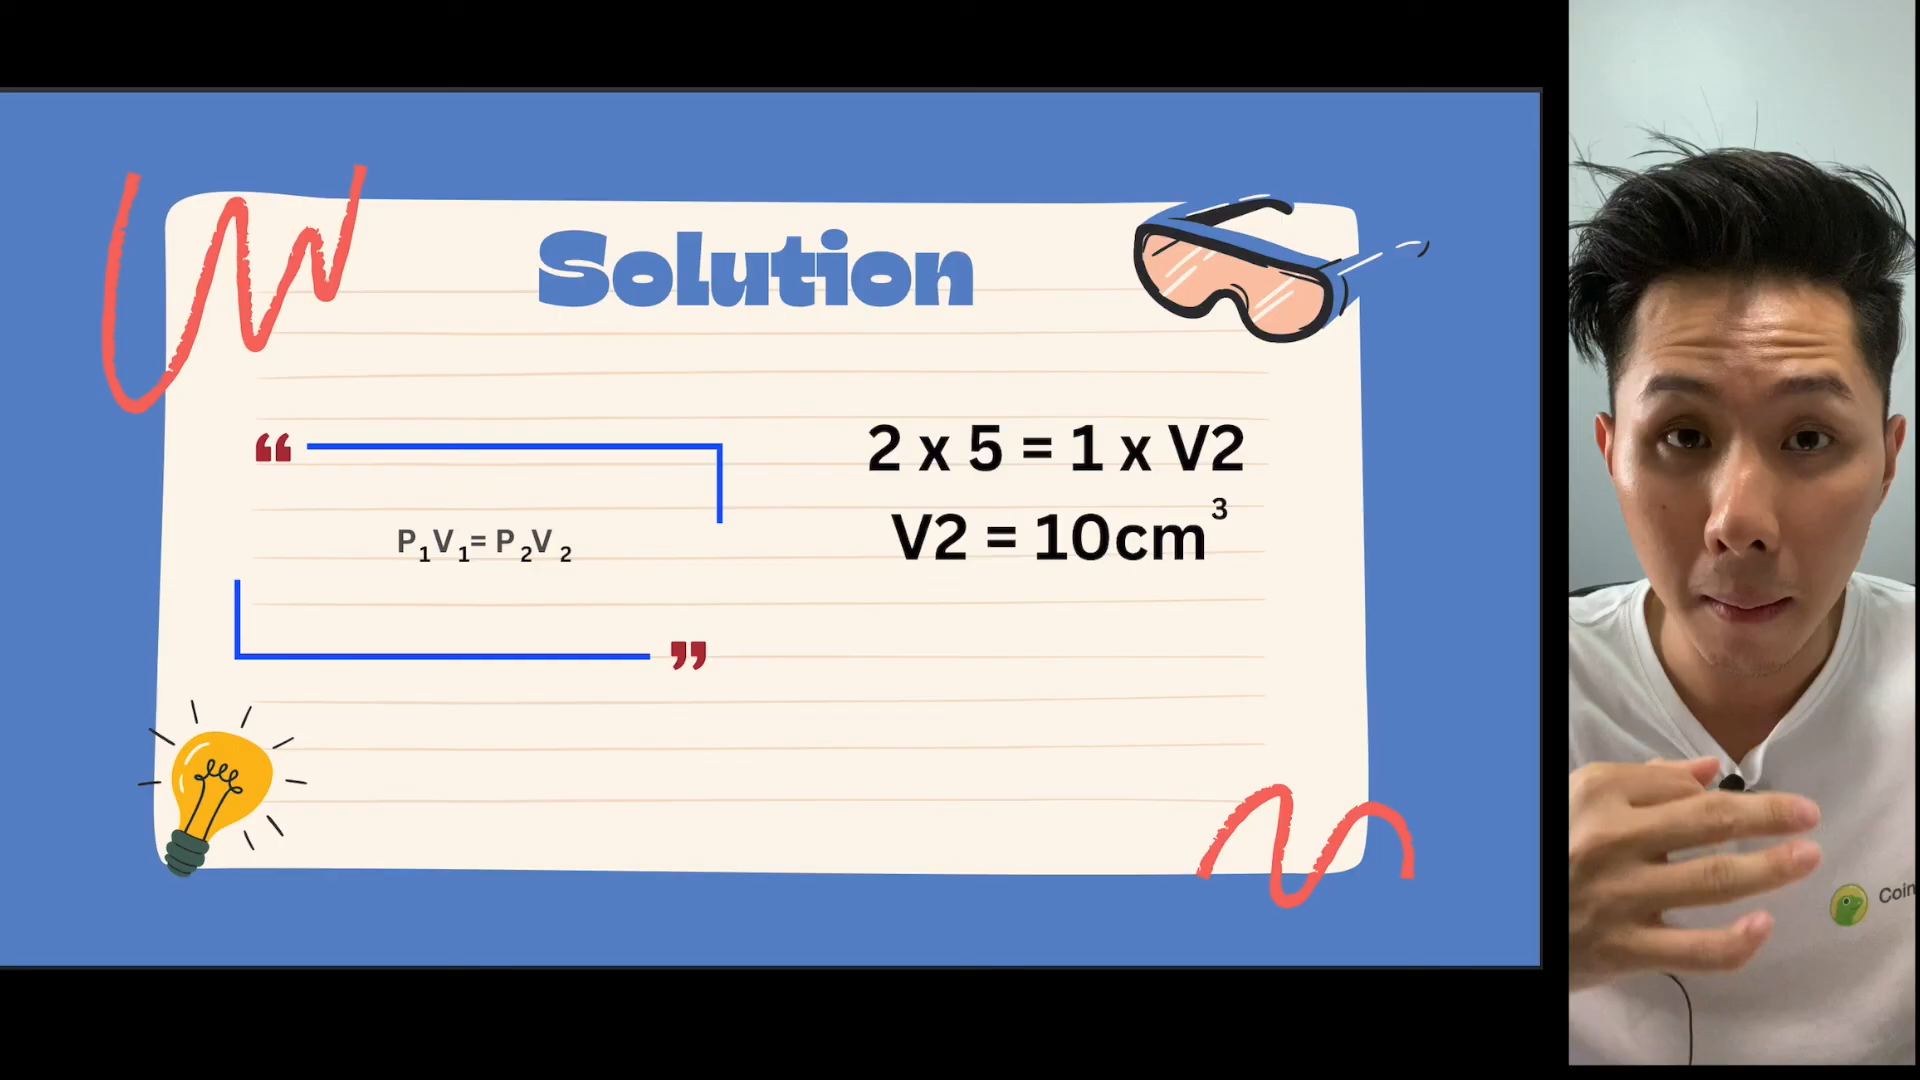 Solution
“
P₁V₁= P₂V₂
”
2 x 5 = 1 x V2
V2 = 10cm³
Coin